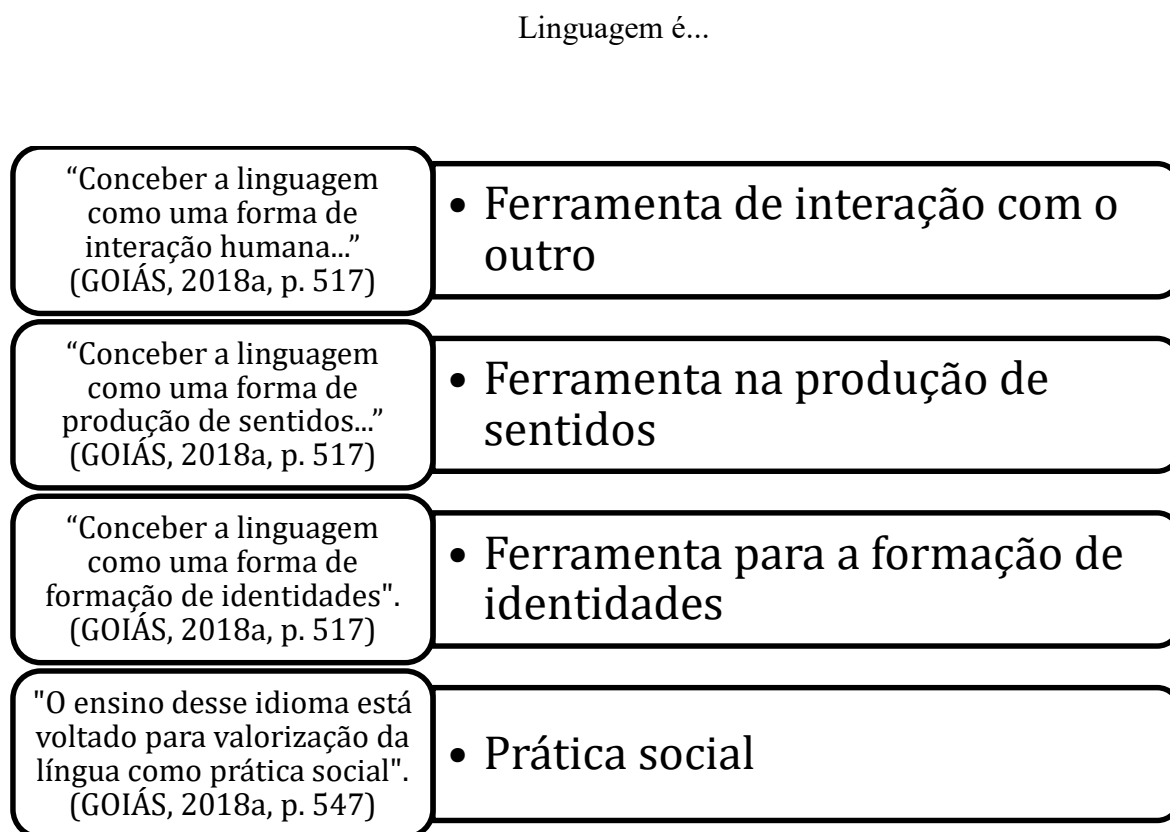 Linguagem é...
“Conceber a linguagem
como uma forma de
interação humana...”
(GOIÁS, 2018a, p. 517)
• Ferramenta de interação com o
outro
“Conceber a linguagem
como uma forma de
produção de sentidos...”
(GOIÁS, 2018a, p. 517)
• Ferramenta na produção de
sentidos
“Conceber a linguagem
como uma forma de
formação de identidades".
(GOIÁS, 2018a, p. 517)
• Ferramenta para a formação de
identidades
"O ensino desse idioma está
voltado para valorização da
língua como prática social".
(GOIÁS, 2018a, p. 547)
• Prática social